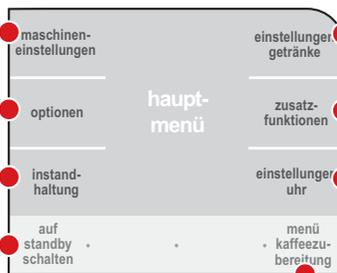 maschinen-
einstellungen
optionen
instand-
haltung
auf
standby
schalten
haupt-
menü
einstellungen
getränke
zusatz-
funktionen
einstellungen
uhr
menü
kaffeezu-
bereitung